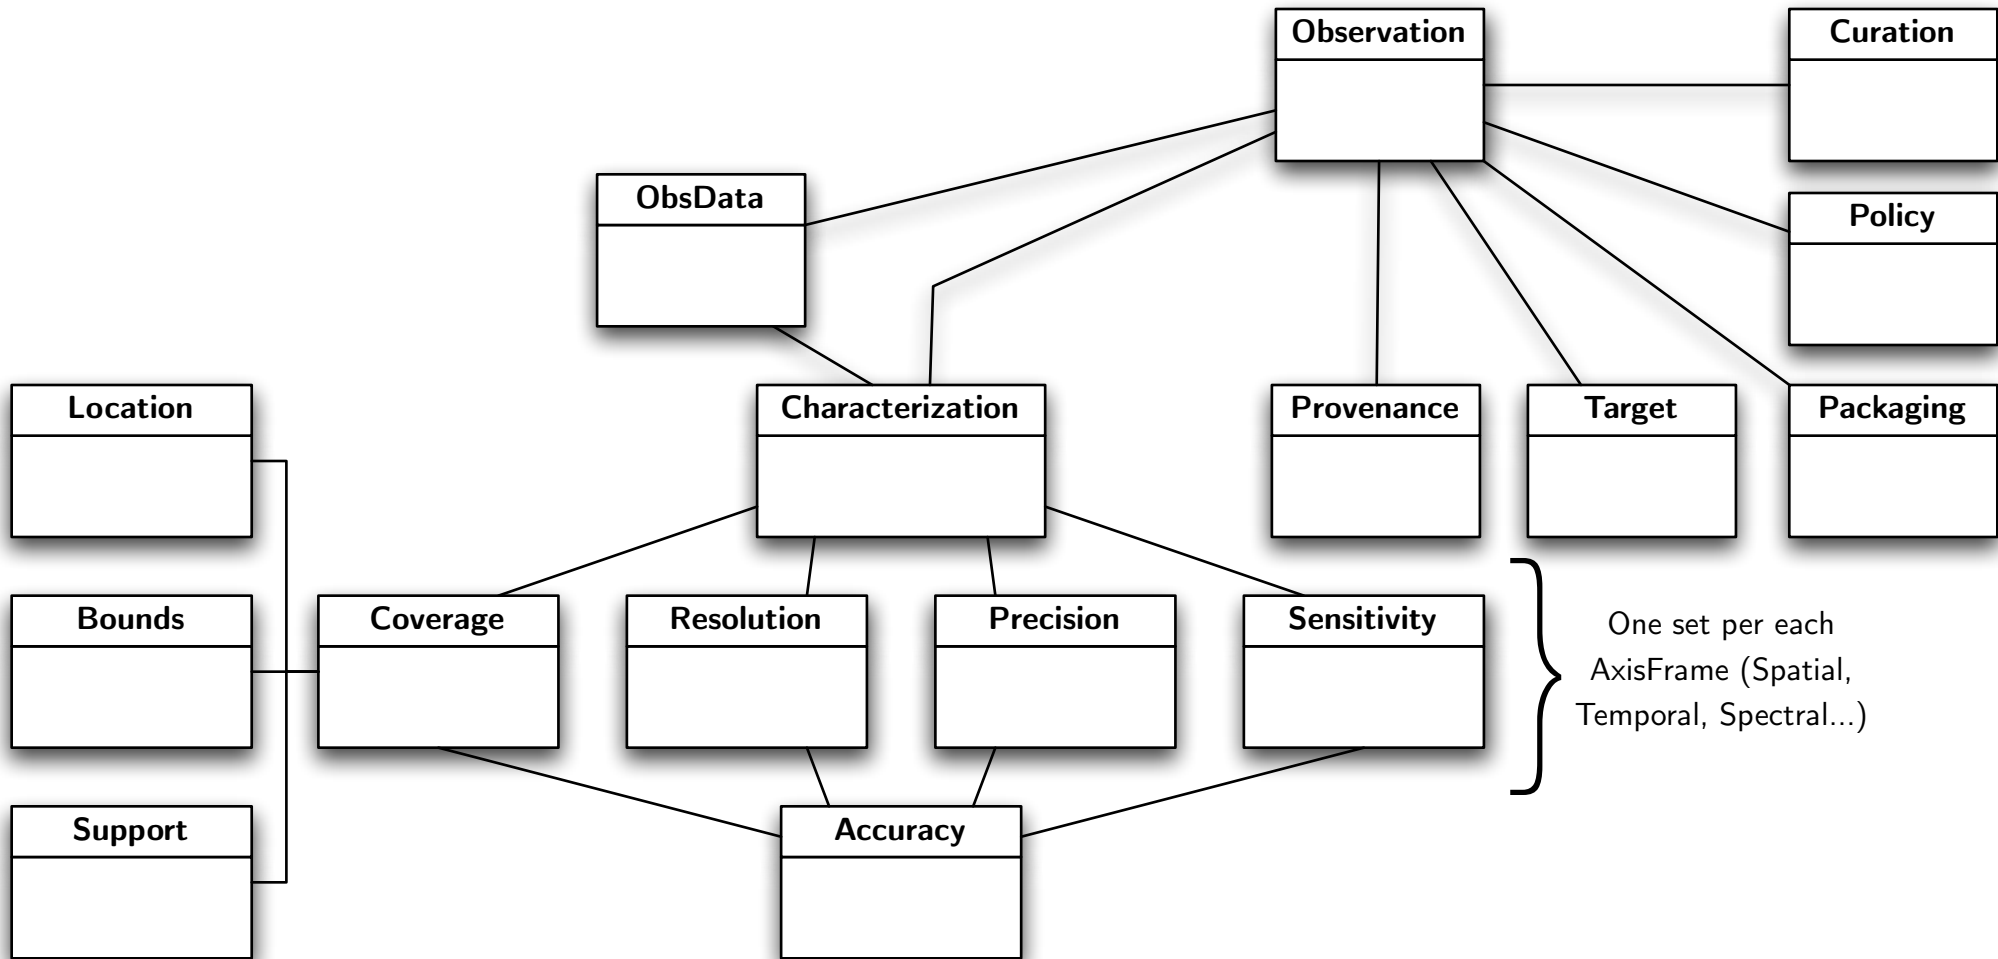 Observation
Curation
ObsData
Policy
Location
Characterization
Provenance
Target
Packaging
Bounds
Coverage
Resolution
Precision
Sensitivity
One set per each
AxisFrame (Spatial,
Temporal, Spectral...)
Support
Accuracy